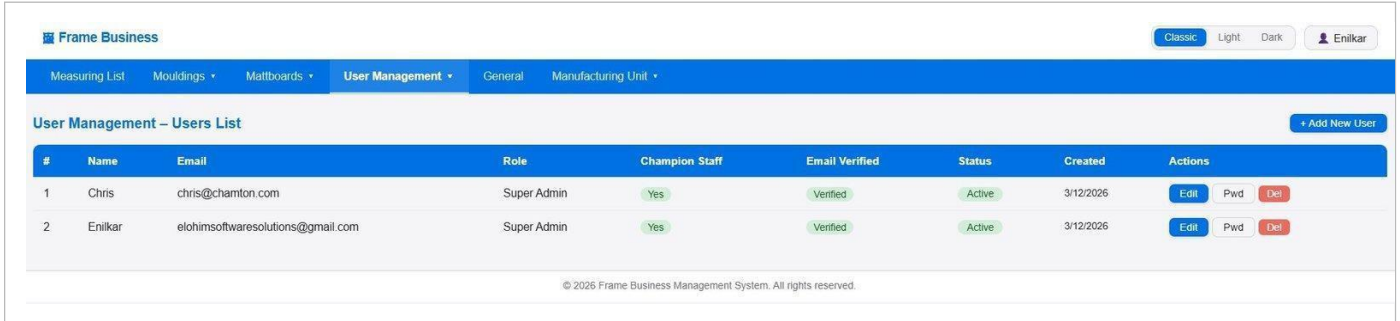 Frame Business Classic Light Dark Enilkar
Measuring List Mouldings Mattboards User Management General Manufacturing Unit
User Management – Users List + Add New User
# Name Email Role Champion Staff Email Verified Status Created Actions
1 Chris chris@chamton.com Super Admin Yes Verified Active 3/12/2026 Edit Pwd Del
2 Enilkar elohimsoftwaresolutions@gmail.com Super Admin Yes Verified Active 3/12/2026 Edit Pwd Del
© 2026 Frame Business Management System. All rights reserved.